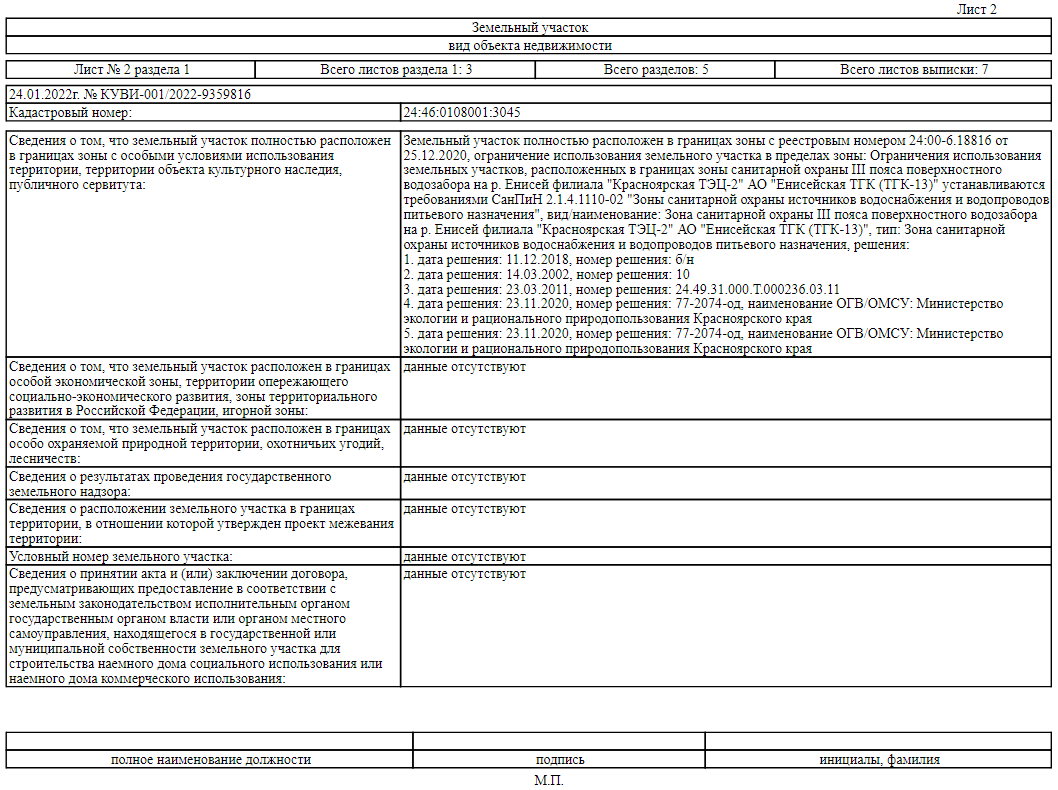 Лист 2
Земельный участок
вид объекта недвижимости
Лист № 2 раздела 1
Всего листов раздела 1: 3
Всего разделов: 5
Всего листов выписки: 7
24.01.2022г. № КУВИ-001/2022-9359816
Кадастровый номер:
24:46:0108001:3045
Сведения о том, что земельный участок полностью расположен
в границах зоны с особыми условиями использования
территории, территории объекта культурного наследия,
публичного сервитута:
Земельный участок полностью расположен в границах зоны с реестровым номером 24:00-6.18816 от
25.12.2020, ограничение использования земельного участка в пределах зоны: Ограничения использования
земельных участков, расположенных в границах зоны санитарной охраны III пояса поверхностного
водозабора на р. Енисей филиала "Красноярская ТЭЦ-2" АО "Енисейская ТГК (ТГК-13)" устанавливаются
требованиями СанПиН 2.1.4.1110-02 "Зоны санитарной охраны источников водоснабжения и водопроводов
питьевого назначения", вид/наименование: Зона санитарной охраны III пояса поверхностного водозабора
на р. Енисей филиала "Красноярская ТЭЦ-2" АО "Енисейская ТГК (ТГК-13)", тип: Зона санитарной
охраны источников водоснабжения и водопроводов питьевого назначения, решения:
1. дата решения: 11.12.2018, номер решения: б/н
2. дата решения: 14.03.2002, номер решения: 10
3. дата решения: 23.03.2011, номер решения: 24.49.31.000.Т.000236.03.11
4. дата решения: 23.11.2020, номер решения: 77-2074-од, наименование ОГВ/ОМСУ: Министерство
экологии и рационального природопользования Красноярского края
5. дата решения: 23.11.2020, номер решения: 77-2074-од, наименование ОГВ/ОМСУ: Министерство
экологии и рационального природопользования Красноярского края
Сведения о том, что земельный участок расположен в границах
особой экономической зоны, территории опережающего
социально-экономического развития, зоны территориального
развития в Российской Федерации, игорной зоны:
данные отсутствуют
Сведения о том, что земельный участок расположен в границах
особо охраняемой природной территории, охотничьих угодий,
лесничеств:
данные отсутствуют
Сведения о результатах проведения государственного
земельного надзора:
данные отсутствуют
Сведения о расположении земельного участка в границах
территории, в отношении которой утвержден проект межевания
территории:
данные отсутствуют
Условный номер земельного участка:
данные отсутствуют
Сведения о принятии акта и (или) заключении договора,
предусматривающих предоставление в соответствии с
земельным законодательством исполнительным органом
государственным органом власти или органом местного
самоуправления, находящегося в государственной или
муниципальной собственности земельного участка для
строительства наемного дома социального использования или
наемного дома коммерческого использования:
данные отсутствуют
полное наименование должности
подпись
инициалы, фамилия
М.П.